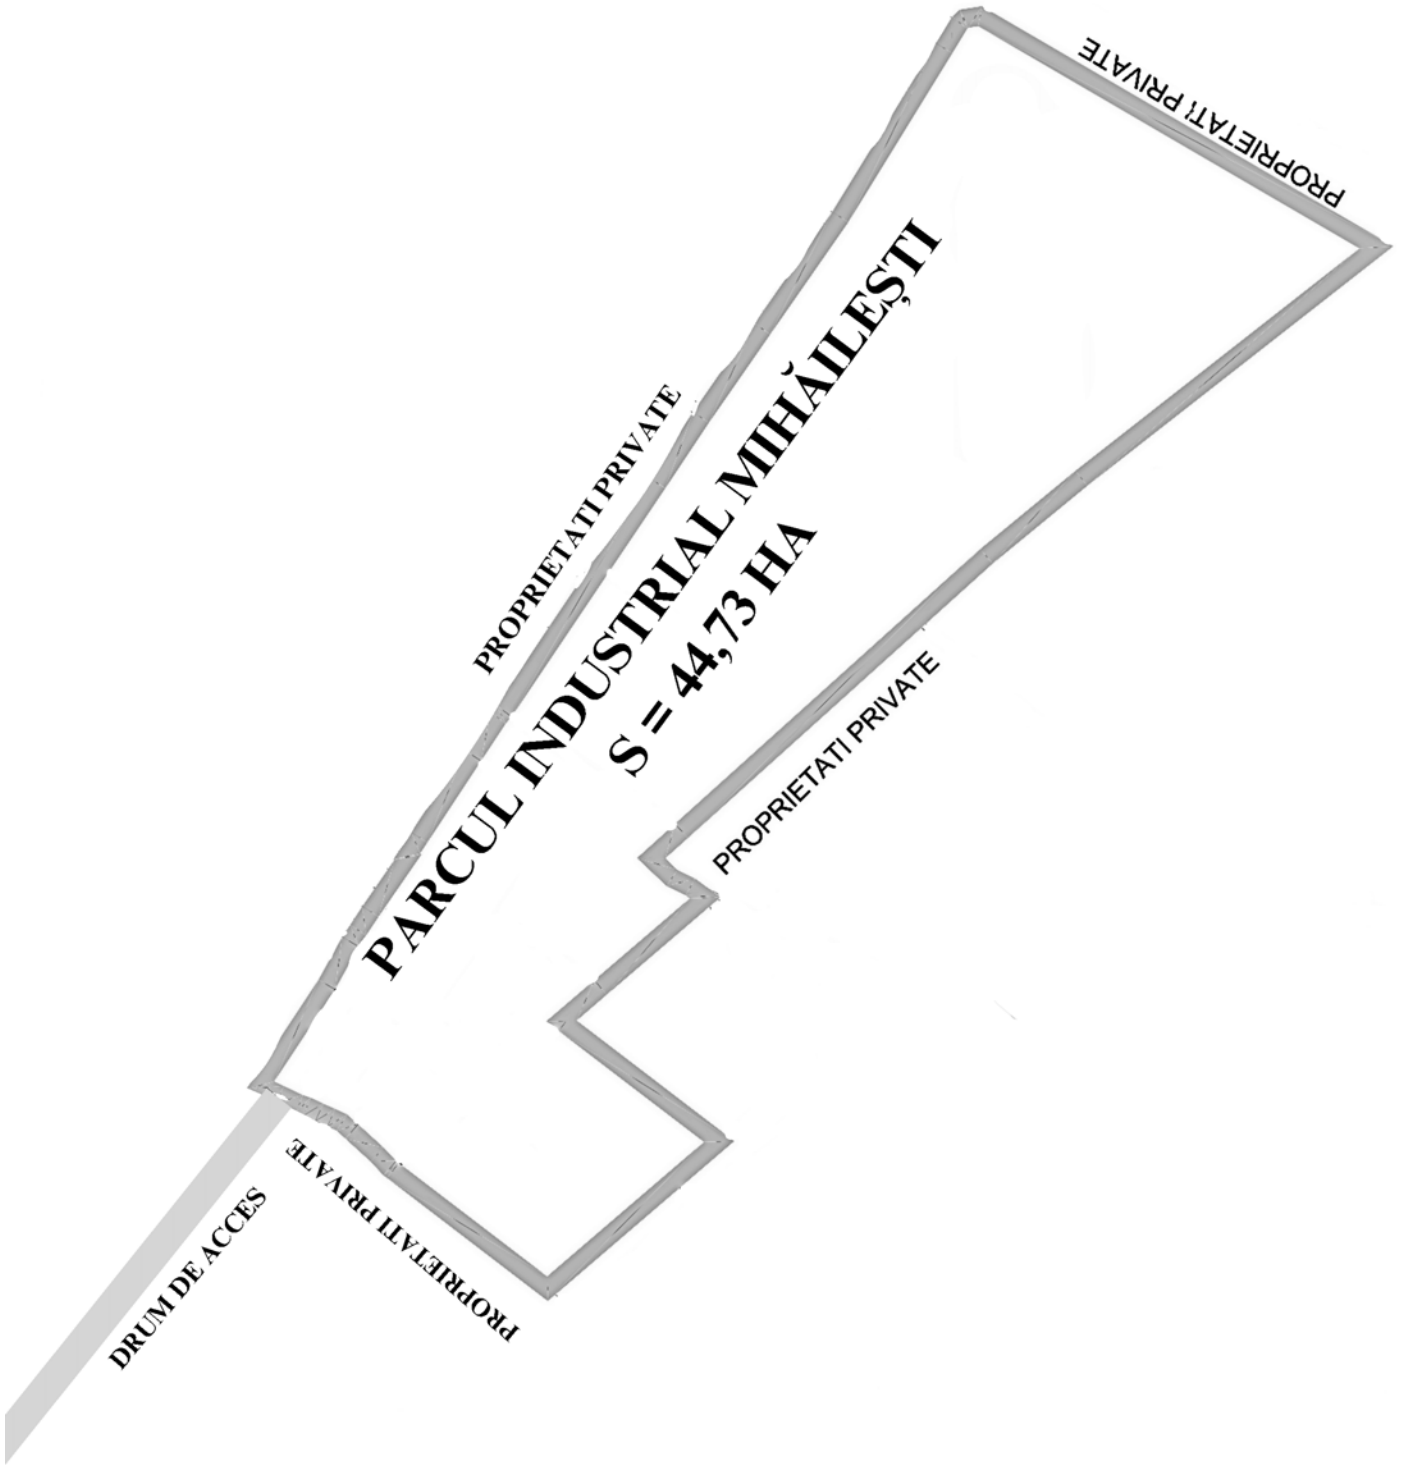 PROPRIETATI PRIVATE
PROPRIETATI PRIVATE
PARCUL INDUSTRIAL MIHĂILEȘTI
S = 44,73 HA
PROPRIETATI PRIVATE
PROPRIETATI PRIVATE
DRUM DE ACCES